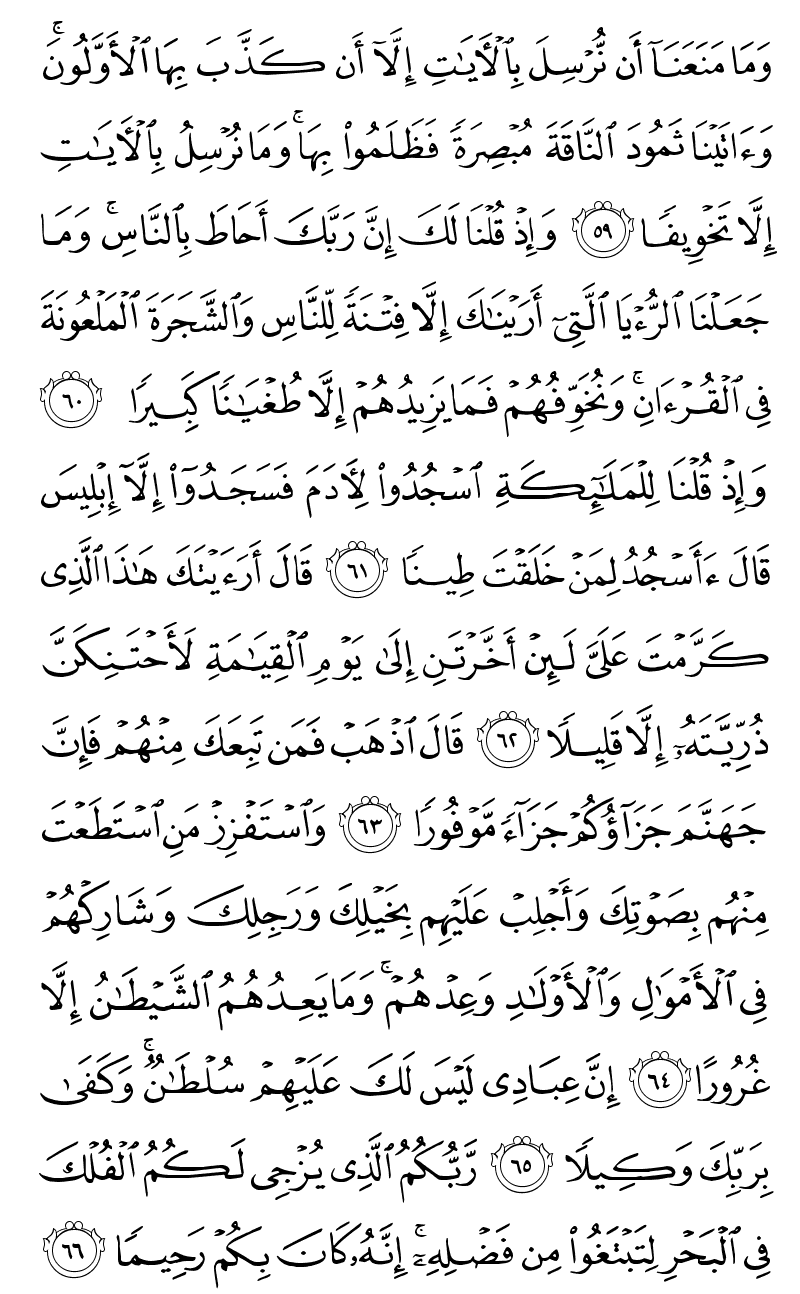 وَمَا مَنَعَنَآ أَن نُّرْسِلَ بِٱلْأَيَٰتِ إِلَّآ أَن كَذَّبَ بِهَا ٱلْأَوَّلُونَۚ
وَءَاتَيْنَا ثَمُودَ ٱلنَّاقَةَ مُبْصِرَةً فَظَلَمُوا۟ بِهَاۚ وَمَا نُرْسِلُ بِٱلْأَيَٰتِ
إِلَّا تَخْوِيفًا ٥٩ وَإِذْ قُلْنَا لَكَ إِنَّ رَبَّكَ أَحَاطَ بِٱلنَّاسِۚ وَمَا
جَعَلْنَا ٱلرُّءْيَا ٱلَّتِىٓ أَرَيْنَٰكَ إِلَّا فِتْنَةً لِّلنَّاسِ وَٱلشَّجَرَةَ ٱلْمَلْعُونَةَ
فِى ٱلْقُرْءَانِۚ وَنُخَوِّفُهُمْ فَمَا يَزِيدُهُمْ إِلَّا طُغْيَٰنًا كَبِيرًا ٦٠
وَإِذْ قُلْنَا لِلْمَلَٰٓئِكَةِ ٱسْجُدُوا۟ لِأَدَمَ فَسَجَدُوٓا۟ إِلَّآ إِبْلِيسَ
قَالَ ءَأَسْجُدُ لِمَنْ خَلَقْتَ طِينًا ٦١ قَالَ أَرَءَيْتَكَ هَٰذَا ٱلَّذِى
كَرَّمْتَ عَلَىَّ لَئِنْ أَخَّرْتَنِ إِلَىٰ يَوْمِ ٱلْقِيَٰمَةِ لَأَحْتَنِكَنَّ
ذُرِّيَّتَهُۥٓ إِلَّا قَلِيلًا ٦٢ قَالَ ٱذْهَبْ فَمَن تَبِعَكَ مِنْهُمْ فَإِنَّ
جَهَنَّمَ جَزَآؤُكُمْ جَزَآءً مَّوْفُورًا ٦٣ وَٱسْتَفْزِزْ مَنِ ٱسْتَطَعْتَ
مِنْهُم بِصَوْتِكَ وَأَجْلِبْ عَلَيْهِم بِخَيْلِكَ وَرَجِلِكَ وَشَارِكْهُمْ
فِى ٱلْأَمْوَٰلِ وَٱلْأَوْلَٰدِ وَعِدْهُمْۚ وَمَا يَعِدُهُمُ ٱلشَّيْطَٰنُ إِلَّا
غُرُورًا ٦٤ إِنَّ عِبَادِى لَيْسَ لَكَ عَلَيْهِمْ سُلْطَٰنٌۚ وَكَفَىٰ
بِرَبِّكَ وَكِيلًا ٦٥ رَّبُّكُمُ ٱلَّذِى يُزْجِى لَكُمُ ٱلْفُلْكَ
فِى ٱلْبَحْرِ لِتَبْتَغُوا۟ مِن فَضْلِهِۦٓۚ إِنَّهُۥ كَانَ بِكُمْ رَحِيمًا ٦٦